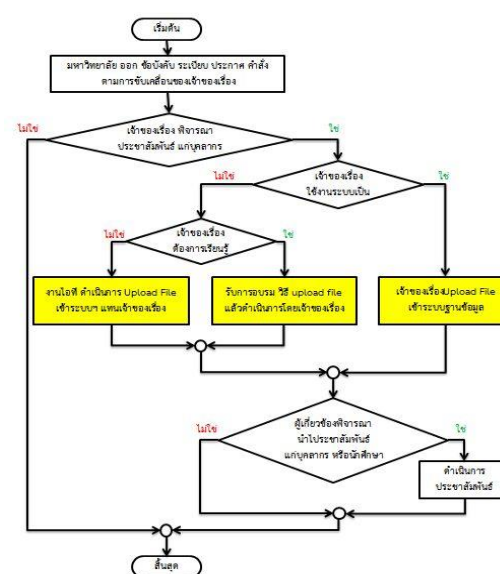 เริ่มต้น
มหาวิทยาลัย ออก ข้อบังคับ ระเบียบ ประกาศ คำสั่ง
ตามการขับเคลื่อนของเจ้าของเรื่อง
ไม่ใช่
เจ้าของเรื่อง พิจารณา
ประชาสัมพันธ์ แก่บุคลากร
ใช่
ไม่ใช่
เจ้าของเรื่อง
ใช้งานระบบเป็น
ใช่
ไม่ใช่
เจ้าของเรื่อง
ต้องการเรียนรู้
ใช่
งานไอที ดำเนินการ Upload File
เข้าระบบฯ แทนเจ้าของเรื่อง
รับการอบรม วิธี upload file
แล้วดำเนินการโดยเจ้าของเรื่อง
เจ้าของเรื่องUpload File
เข้าระบบฐานข้อมูล
ไม่ใช่
ผู้เกี่ยวข้องพิจารณา
นำไปประชาสัมพันธ์
แก่บุคลากร หรือนักศึกษา
ใช่
ดำเนินการ
ประชาสัมพันธ์
สิ้นสุด